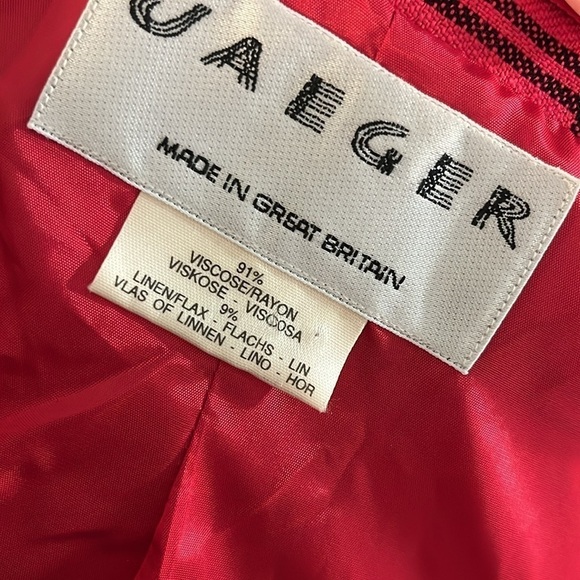 JAEGER
MADE IN GREAT BRITAIN
91%
VISCOSE/RAYON
VISKOSE - VISCOSA
9%
LINEN/FLAX - FLACHS - LIN
VLAS OF LINNEN - LINO - HOR